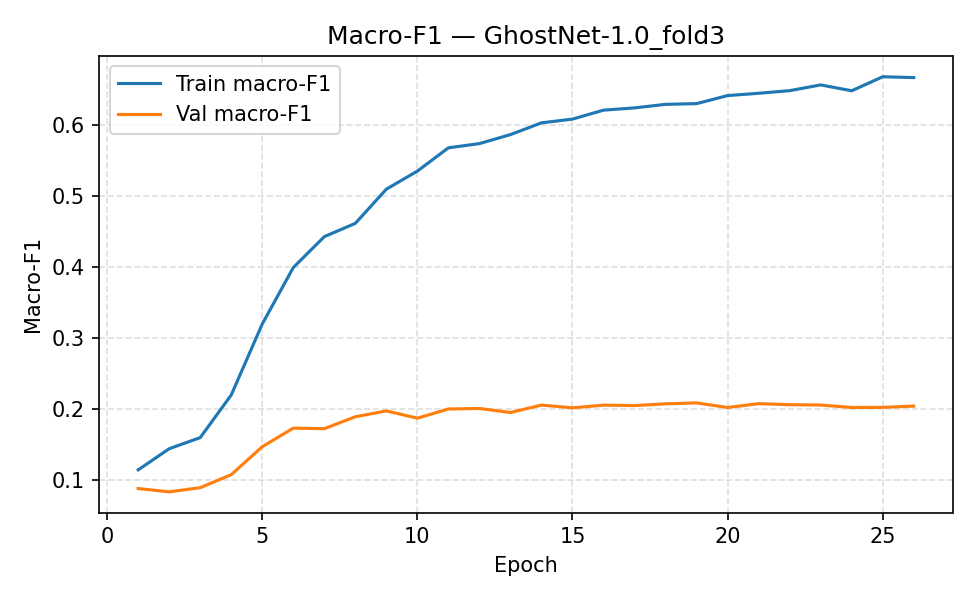 Macro-F1 — GhostNet-1.0_fold3
Train macro-F1
Val macro-F1
Macro-F1
0.6
0.5
0.4
0.3
0.2
0.1
0 5 10 15 20 25
Epoch